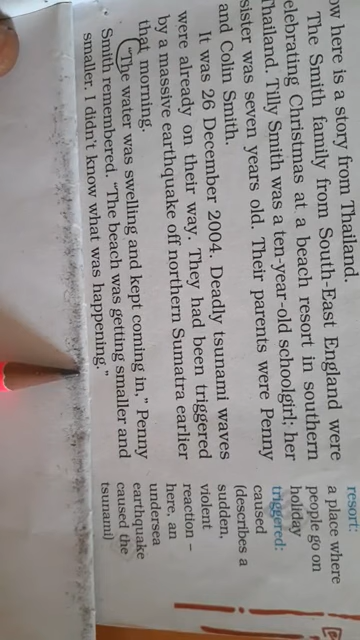 ow here is a story from Thailand.
The Smith family from South-East England were
elebrating Christmas at a beach resort in southern
Thailand. Tilly Smith was a ten-year-old schoolgirl; her
sister was seven years old. Their parents were Penny
and Colin Smith.
It was 26 December 2004. Deadly tsunami waves
were already on their way. They had been triggered
by a massive earthquake off northern Sumatra earlier
that morning.
“The water was swelling and kept coming in,” Penny
Smith remembered. “The beach was getting smaller and
smaller. I didn't know what was happening.”
resort:
a place where
people go on
holiday
triggered:
caused
(describes a
sudden,
violent
reaction –
here, an
undersea
earthquake
caused the
tsunami)